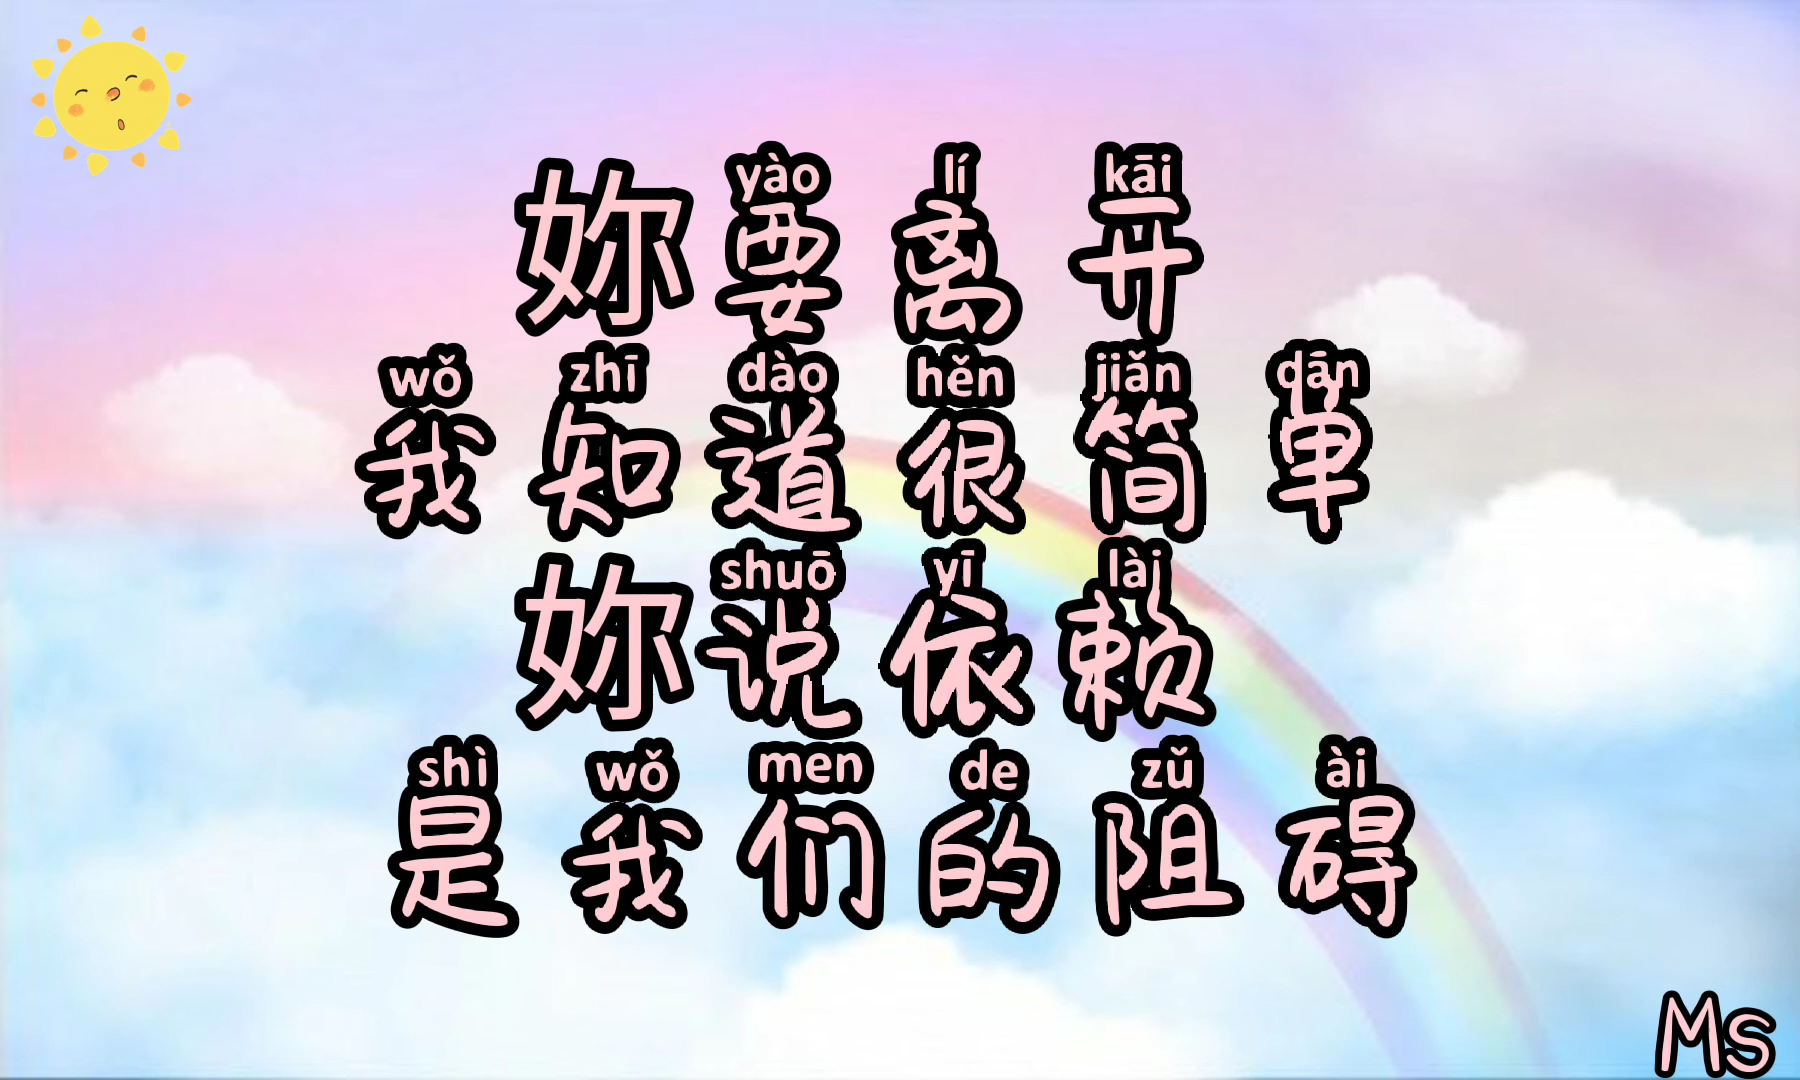 yào lí kāi
妳要离开
wǒ zhī dào hěn jiǎn dān
我知道很简单
shuō yī lài
妳说依赖
shì wǒ men de zǔ ài
是我们的阻碍
Ms